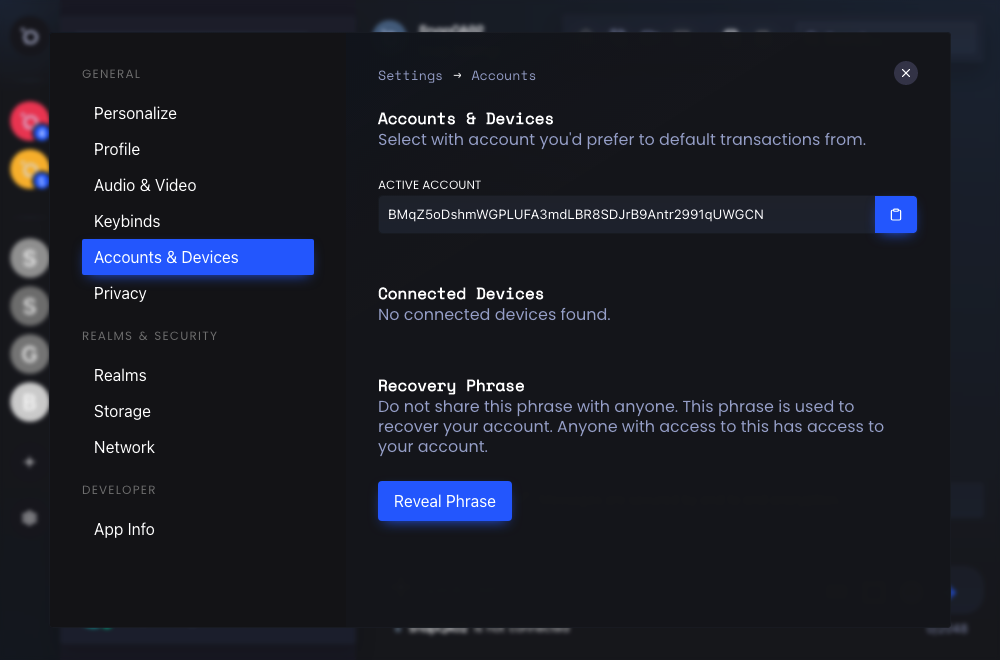 GENERAL
Personalize
Profile
Audio & Video
Keybinds
Accounts & Devices
Privacy
REALMS & SECURITY
Realms
Storage
Network
DEVELOPER
App Info
Settings → Accounts
Accounts & Devices
Select with account you'd prefer to default transactions from.
ACTIVE ACCOUNT
BMqZ5oDshmWGPLUFA3mdLBR8SDJrB9Antr2991qUWGCN
Connected Devices
No connected devices found.
Recovery Phrase
Do not share this phrase with anyone. This phrase is used to
recover your account. Anyone with access to this has access to
your account.
Reveal Phrase
S
S
G
B
is not connected